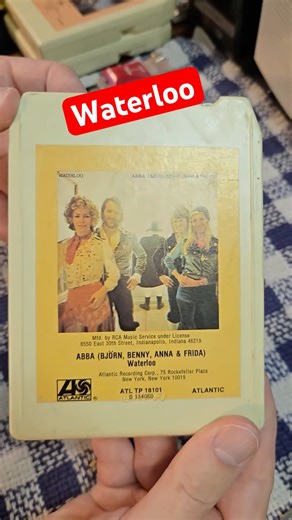 Waterloo
WATERLOO
Mfd. by RCA Music Service under License
6550 East 30th Street, Indianapolis, Indiana 46219
ABBA (BJÖRN, BENNY, ANNA & FRIDA)
Waterloo
Atlantic Recording Corp., 75 Rockefeller Plaza
New York, New York 10019
ATLANTIC
ATL TP 18101
ATLANTIC